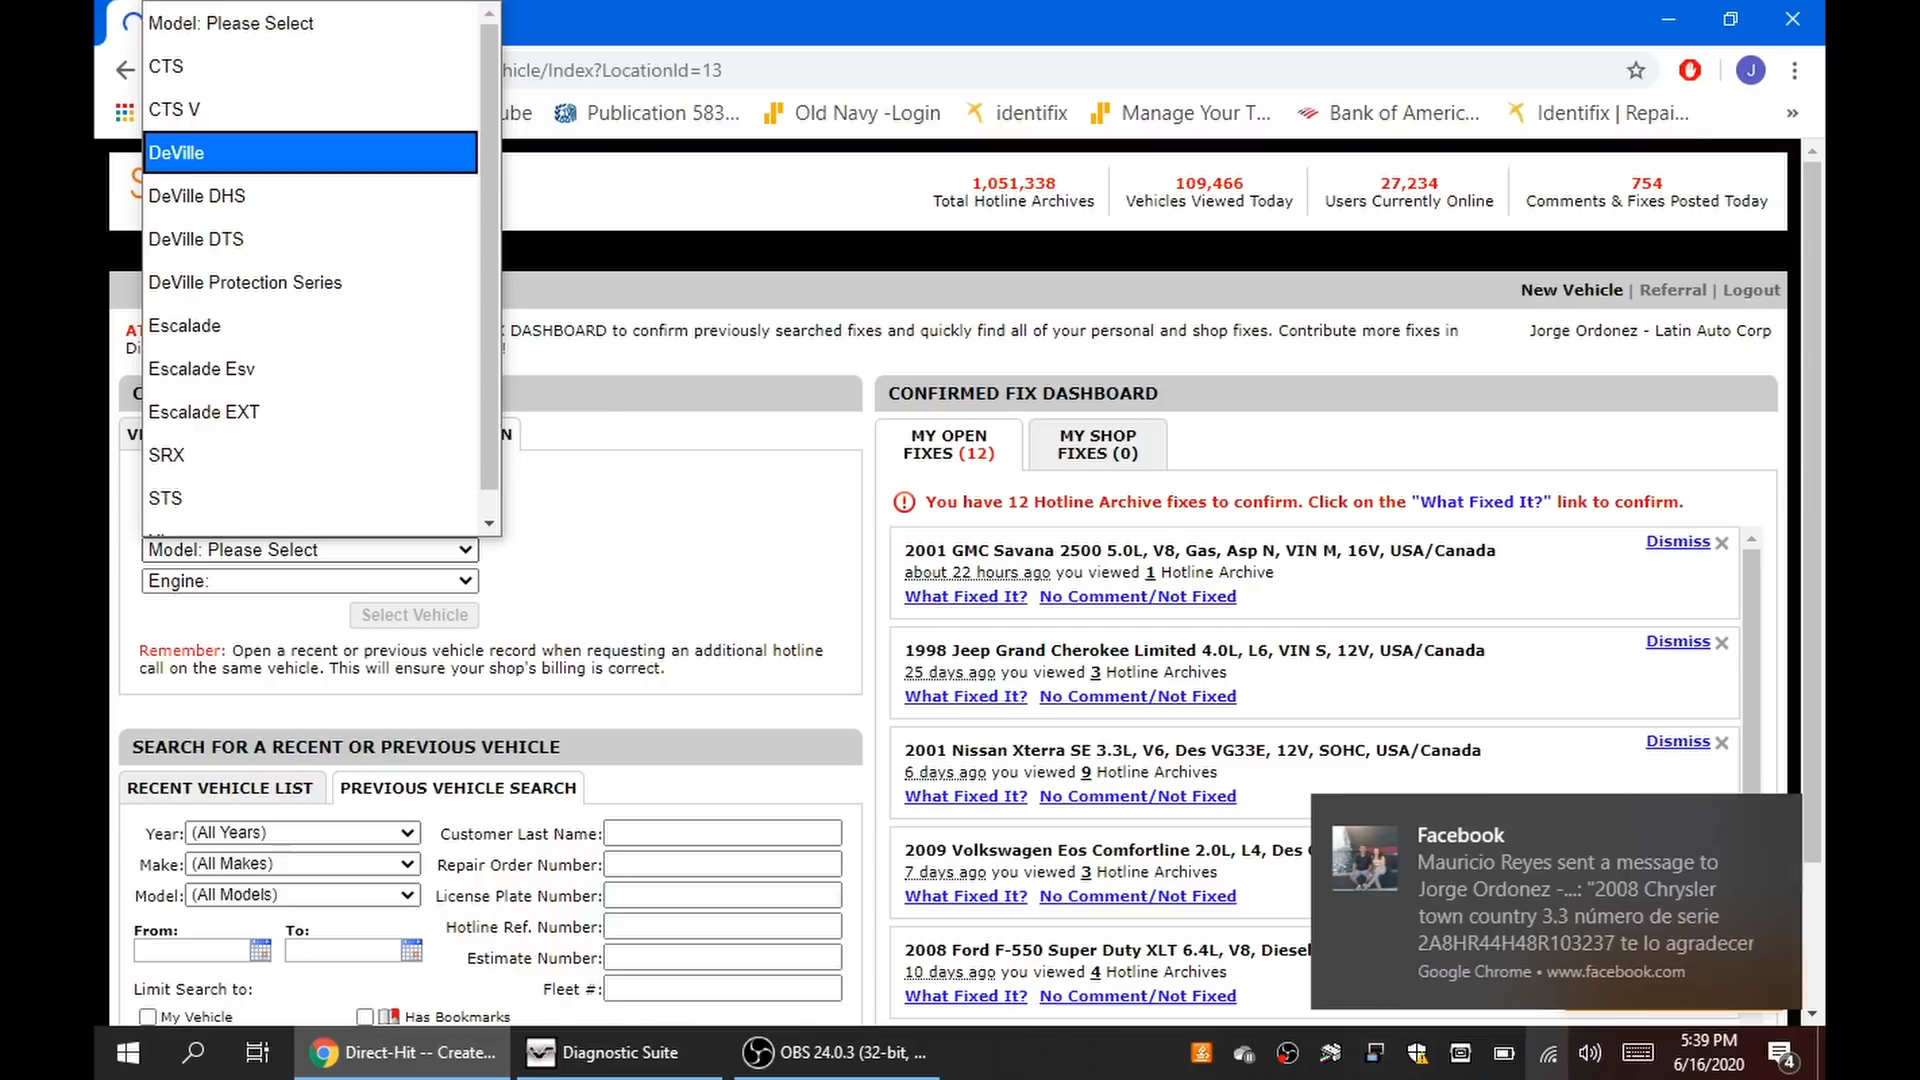 Model: Please Select
CTS
CTS V
DeVille
DeVille DHS
DeVille DTS
DeVille Protection Series
Escalade
Escalade Esv
Escalade EXT
SRX
STS
hicle/Index?LocationId=13
J
ube
Publication 583...
Old Navy -Login
identifix
Manage Your T...
Bank of Americ...
Identifix | Repai...
»
1,051,338
Total Hotline Archives
109,466
Vehicles Viewed Today
27,234
Users Currently Online
754
Comments & Fixes Posted Today
New Vehicle | Referral | Logout
DASHBOARD to confirm previously searched fixes and quickly find all of your personal and shop fixes. Contribute more fixes in
Jorge Ordonez - Latin Auto Corp
Model: Please Select
Engine:
Select Vehicle
Remember: Open a recent or previous vehicle record when requesting an additional hotline
call on the same vehicle. This will ensure your shop's billing is correct.
SEARCH FOR A RECENT OR PREVIOUS VEHICLE
RECENT VEHICLE LIST
PREVIOUS VEHICLE SEARCH
Year: (All Years)
Make: (All Makes)
Model: (All Models)
From:
To:
Limit Search to:
My Vehicle
Has Bookmarks
Customer Last Name:
Repair Order Number:
License Plate Number:
Hotline Ref. Number:
Estimate Number:
Fleet #:
CONFIRMED FIX DASHBOARD
MY OPEN
FIXES (12)
MY SHOP
FIXES (0)
You have 12 Hotline Archive fixes to confirm. Click on the "What Fixed It?" link to confirm.
2001 GMC Savana 2500 5.0L, V8, Gas, Asp N, VIN M, 16V, USA/Canada
Dismiss
about 22 hours ago you viewed 1 Hotline Archive
What Fixed It? No Comment/Not Fixed
1998 Jeep Grand Cherokee Limited 4.0L, L6, VIN S, 12V, USA/Canada
Dismiss
25 days ago you viewed 3 Hotline Archives
What Fixed It? No Comment/Not Fixed
2001 Nissan Xterra SE 3.3L, V6, Des VG33E, 12V, SOHC, USA/Canada
Dismiss
6 days ago you viewed 9 Hotline Archives
What Fixed It? No Comment/Not Fixed
2009 Volkswagen Eos Comfortline 2.0L, L4, Des
7 days ago you viewed 3 Hotline Archives
What Fixed It? No Comment/Not Fixed
2008 Ford F-550 Super Duty XLT 6.4L, V8, Diesel
10 days ago you viewed 4 Hotline Archives
What Fixed It? No Comment/Not Fixed
Facebook
Mauricio Reyes sent a message to
Jorge Ordonez -...: "2008 Chrysler
town country 3.3 número de serie
2A8HR44H48R103237 te lo agradecer
Google Chrome • www.facebook.com
Direct-Hit -- Create...
Diagnostic Suite
OBS 24.0.3 (32-bit, ...
5:39 PM
6/16/2020
4